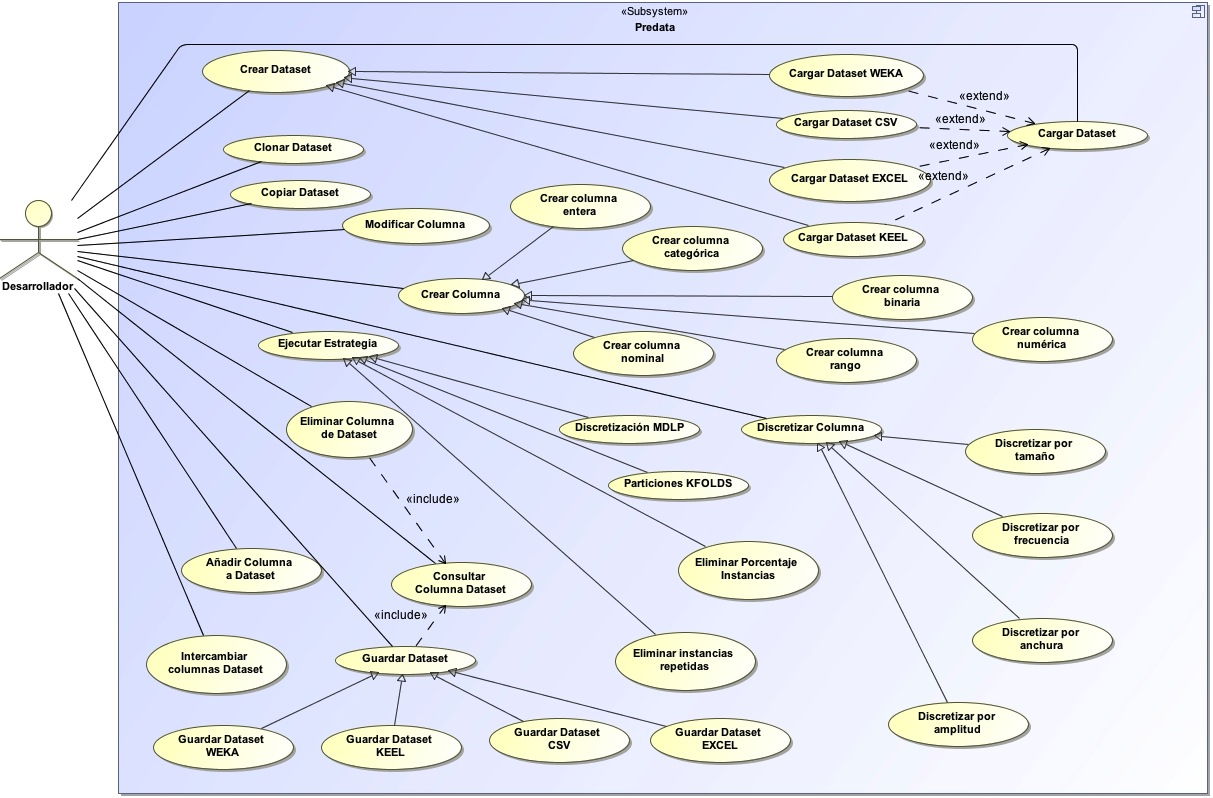 «Subsystem»
Predata
Crear Dataset
Cargar Dataset WEKA
«extend»
Cargar Dataset CSV
«extend»
Cargar Dataset
Clonar Dataset
«extend»
Cargar Dataset EXCEL
«extend»
Copiar Dataset
Crear columna
entera
Modificar Columna
Crear columna
categórica
Cargar Dataset KEEL
Desarrollador
Crear Columna
Crear columna
binaria
Crear columna
numérica
Ejecutar Estrategia
Crear columna
nominal
Crear columna
rango
Eliminar Columna
de Dataset
Discretización MDLP
Discretizar Columna
Discretizar por
tamaño
Particiones KFOLDS
«include»
Discretizar por
frecuencia
Añadir Columna
a Dataset
Consultar
Columna Dataset
Eliminar Porcentaje
Instancias
«include»
Discretizar por
anchura
Intercambiar
columnas Dataset
Guardar Dataset
Eliminar instancias
repetidas
Discretizar por
amplitud
Guardar Dataset
WEKA
Guardar Dataset
KEEL
Guardar Dataset
CSV
Guardar Dataset
EXCEL